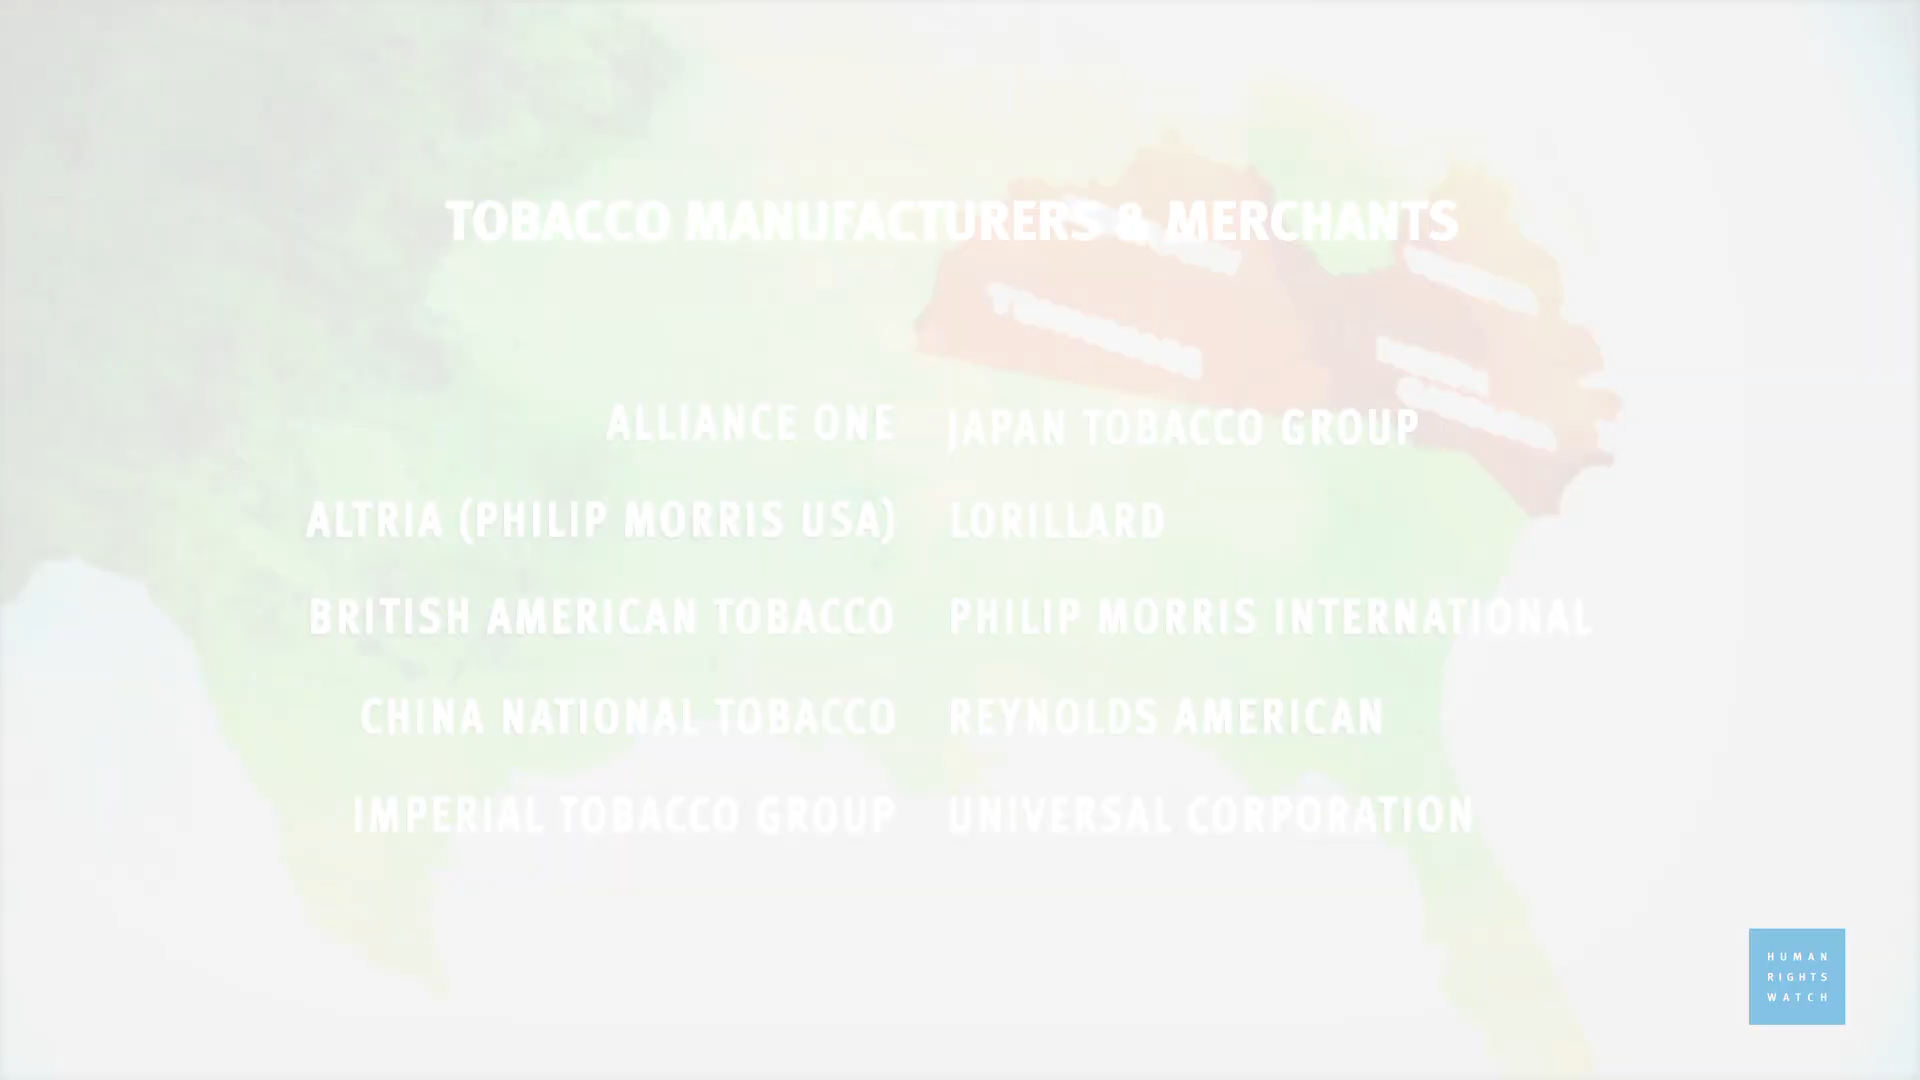 TOBACCO MANUFACTURERS & MERCHANTS
Tennessee
ALLIANCE ONE
JAPAN TOBACCO GROUP
ALTRIA (PHILIP MORRIS USA)
LORILLARD
BRITISH AMERICAN TOBACCO
PHILIP MORRIS INTERNATIONAL
CHINA NATIONAL TOBACCO
REYNOLDS AMERICAN
IMPERIAL TOBACCO GROUP
UNIVERSAL CORPORATION
HUMAN
RIGHTS
WATCH